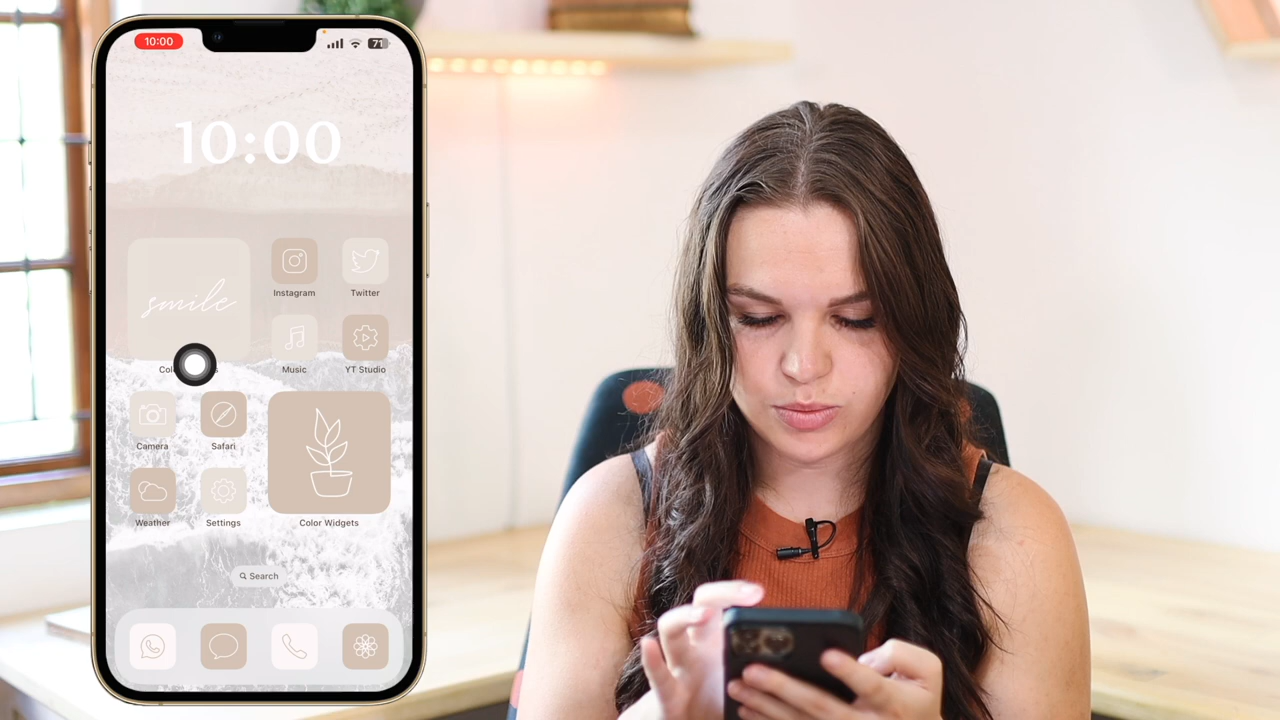 10:00
71
10:00
smile
Instagram
Twitter
Music
YT Studio
Camera
Safari
Weather
Settings
Color Widgets
Search